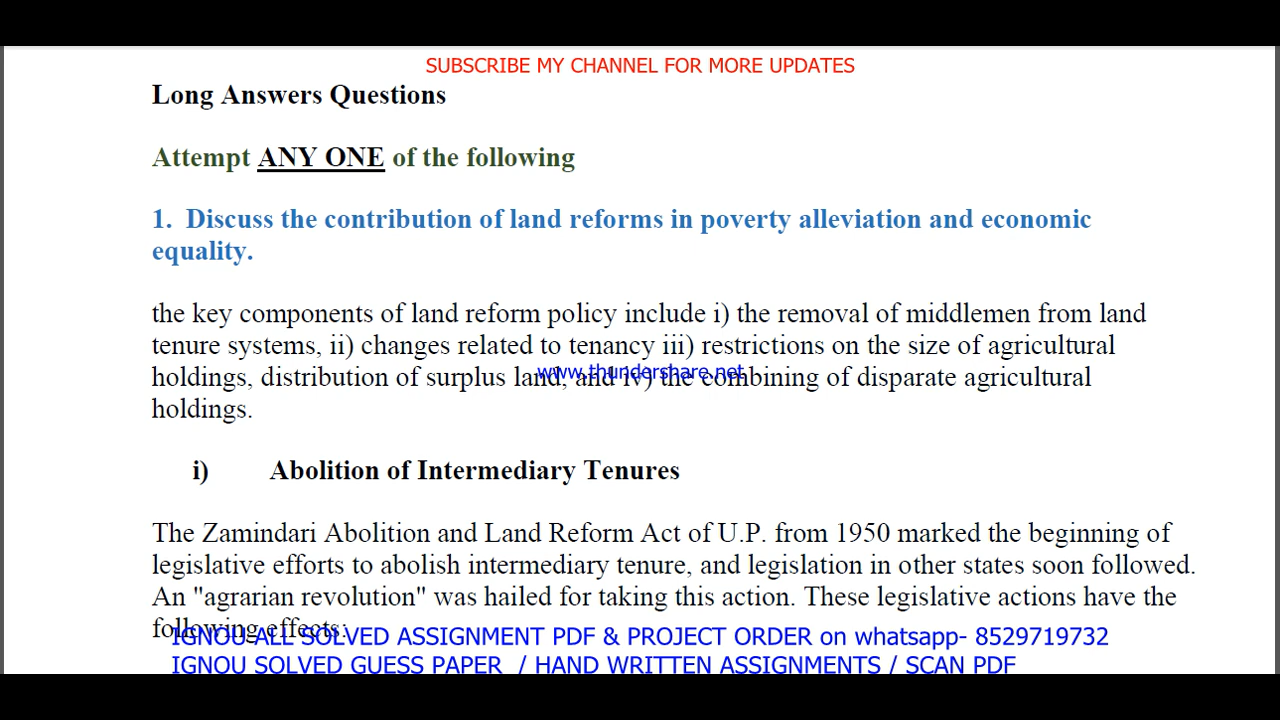 SUBSCRIBE MY CHANNEL FOR MORE UPDATES
Long Answers Questions
Attempt ANY ONE of the following
1. Discuss the contribution of land reforms in poverty alleviation and economic
equality.
the key components of land reform policy include i) the removal of middlemen from land
tenure systems, ii) changes related to tenancy iii) restrictions on the size of agricultural
holdings, distribution of surplus land, and iv) the combining of disparate agricultural
www.thundershare.net
holdings.
i) Abolition of Intermediary Tenures
The Zamindari Abolition and Land Reform Act of U.P. from 1950 marked the beginning of
legislative efforts to abolish intermediary tenure, and legislation in other states soon followed.
An "agrarian revolution" was hailed for taking this action. These legislative actions have the
following effects:
IGNOU ALL SOLVED ASSIGNMENT PDF & PROJECT ORDER on whatsapp- 8529719732
IGNOU SOLVED GUESS PAPER / HAND WRITTEN ASSIGNMENTS / SCAN PDF